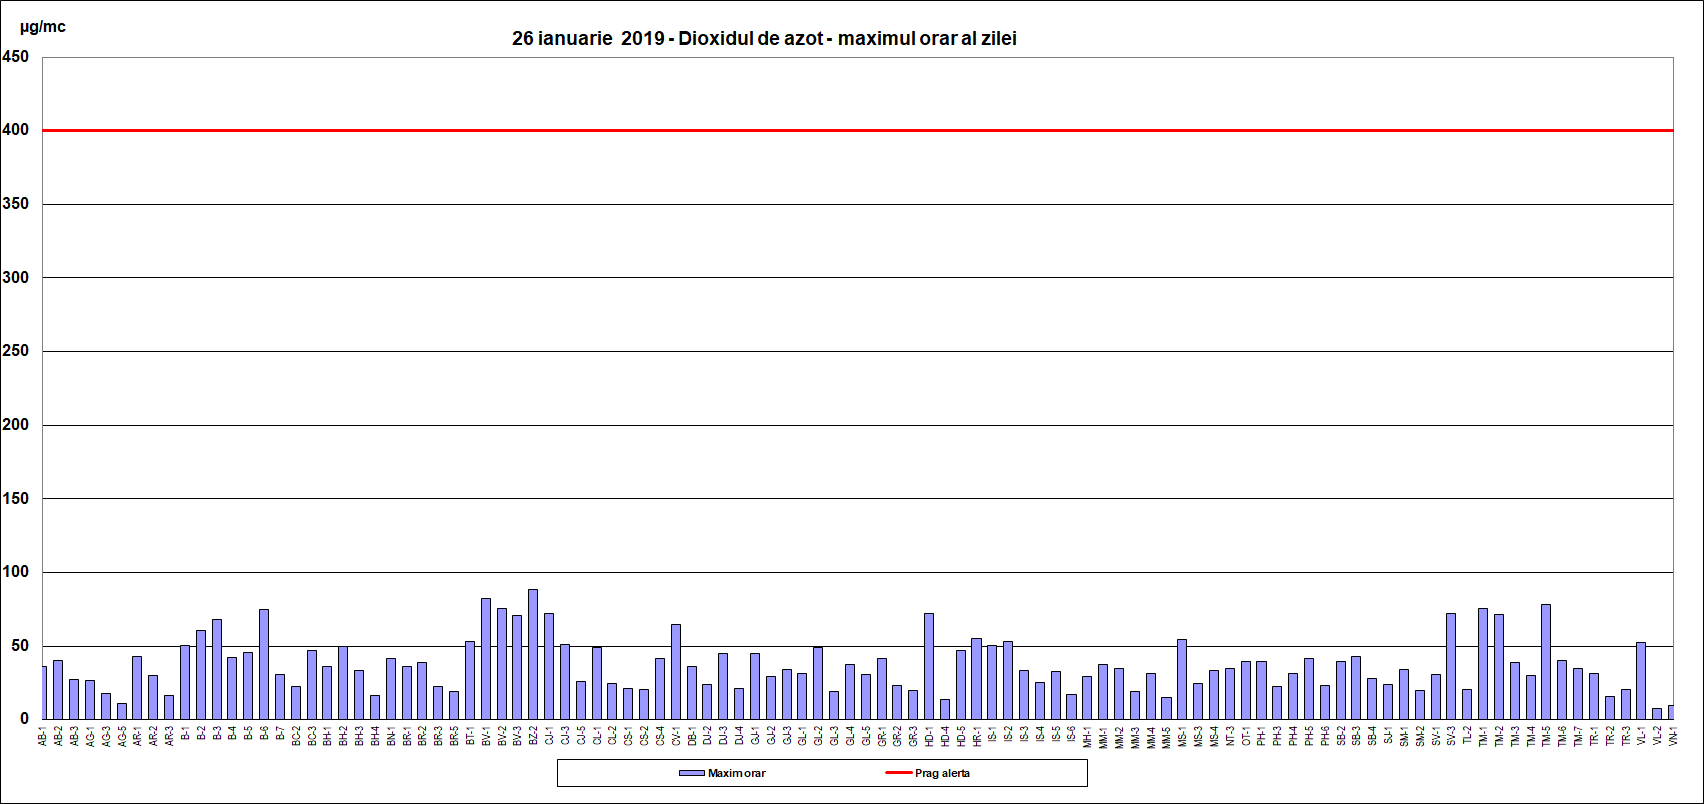 µg/mc
26 ianuarie 2019 - Dioxidul de azot - maximul orar al zilei
450
400
350
300
250
200
150
100
50
0
AB-1 AB-2 AB-3 AG-1 AG-3 AG-5 AR-1 AR-2 AR-3 B-1 B-2 B-3 B-4 B-5 B-6 B-7 BC-2 BC-3 BH-1 BH-2 BH-3 BH-4 BN-1 BR-1 BR-2 BR-3 BR-5 BT-1 BV-1 BV-2 BV-3 BZ-2 CJ-1 CJ-3 CJ-5 CL-1 CL-2 CS-1 CS-2 CS-4 CV-1 DB-1 DJ-2 DJ-3 DJ-4 GJ-1 GJ-2 GJ-3 GL-1 GL-2 GL-3 GL-4 GL-5 GR-1 GR-2 GR-3 HD-1 HD-4 HD-5 HR-1 IS-1 IS-2 IS-3 IS-4 IS-5 IS-6 MH-1 MM-1 MM-2 MM-3 MM-4 MM-5 MS-1 MS-3 MS-4 NT-3 OT-1 PH-1 PH-3 PH-4 PH-5 PH-6 SB-2 SB-3 SB-4 SJ-1 SM-1 SM-2 SV-1 SV-3 TL-2 TM-1 TM-2 TM-3 TM-4 TM-5 TM-6 TM-7 TR-1 TR-2 TR-3 VL-1 VL-2 VN-1
Maxim orar Prag alerta